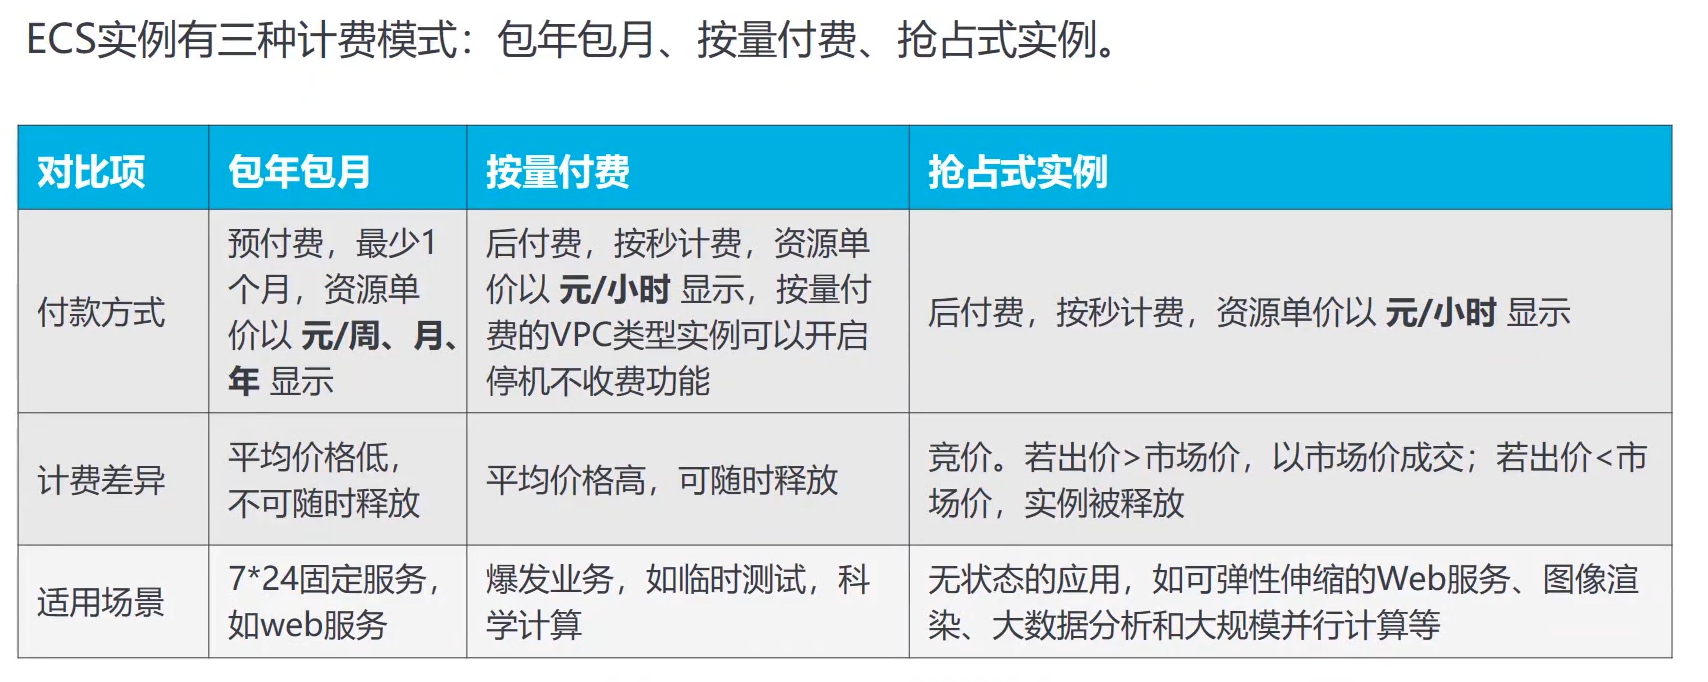 ECS实例有三种计费模式：包年包月、按量付费、抢占式实例。
对比项
包年包月
按量付费
抢占式实例
付款方式
预付费，最少1
个月，资源单
价以 元/周、月、
年 显示
后付费，按秒计费，资源单
价以 元/小时 显示，按量付
费的VPC类型实例可以开启
停机不收费功能
后付费，按秒计费，资源单价以 元/小时 显示
计费差异
平均价格低，
不可随时释放
平均价格高，可随时释放
竞价。若出价>市场价，以市场价成交；若出价<市
场价，实例被释放
适用场景
7*24固定服务，
如web服务
爆发业务，如临时测试，科
学计算
无状态的应用，如可弹性伸缩的Web服务、图像渲
染、大数据分析和大规模并行计算等